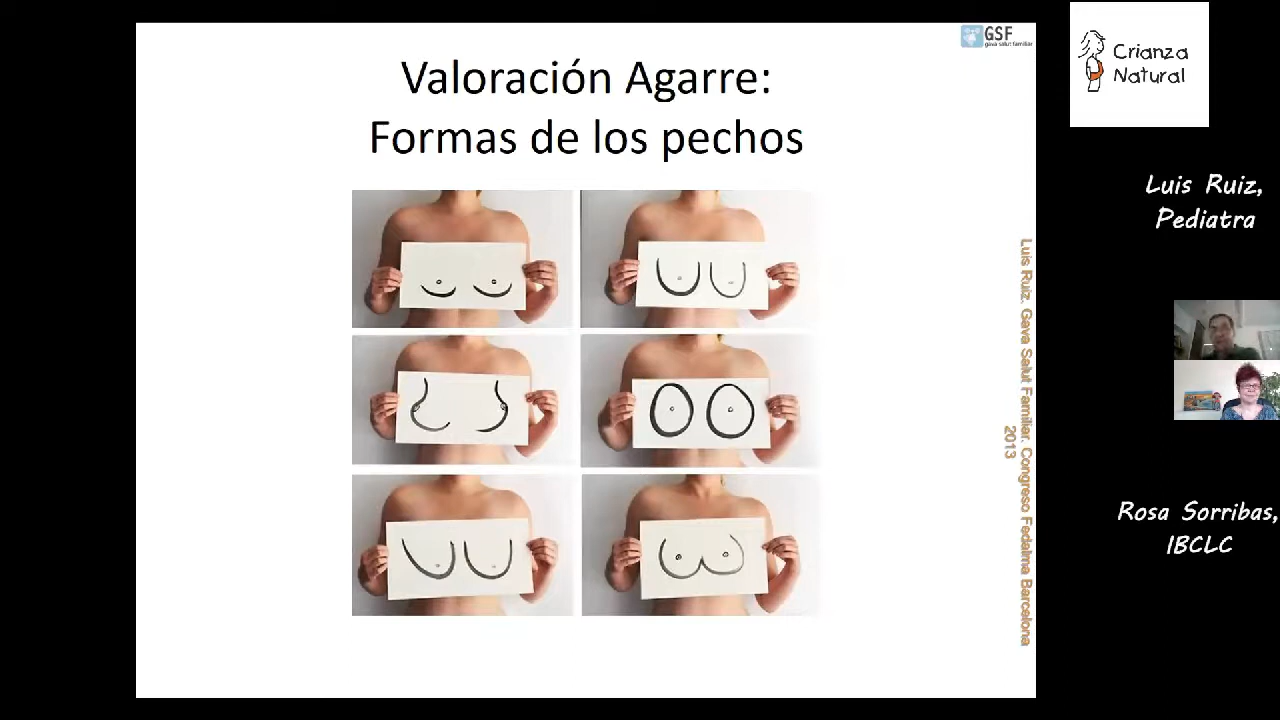 GSF
gava salut familiar
Valoración Agarre:
Formas de los pechos
Luis Ruiz. Gava Salut Familiar. Congreso Fedalma Barcelona
2013
Crianza
Natural
Luis Ruiz,
Pediatra
Rosa Sorribas,
IBCLC